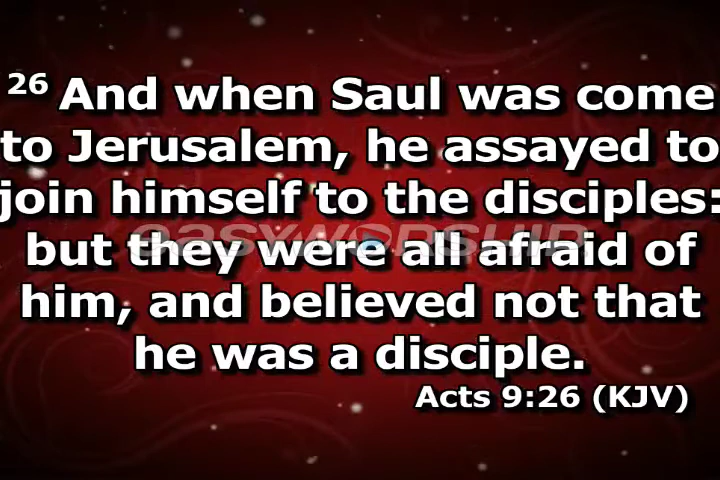 26 And when Saul was come
to Jerusalem, he assayed to
join himself to the disciples:
easyworship
but they were all afraid of
him, and believed not that
he was a disciple.
Acts 9:26 (KJV)